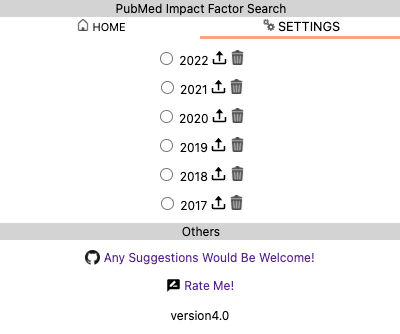 PubMed Impact Factor Search
HOME SETTINGS
2022
2021
2020
2019
2018
2017
Others
Any Suggestions Would Be Welcome!
Rate Me!
version4.0